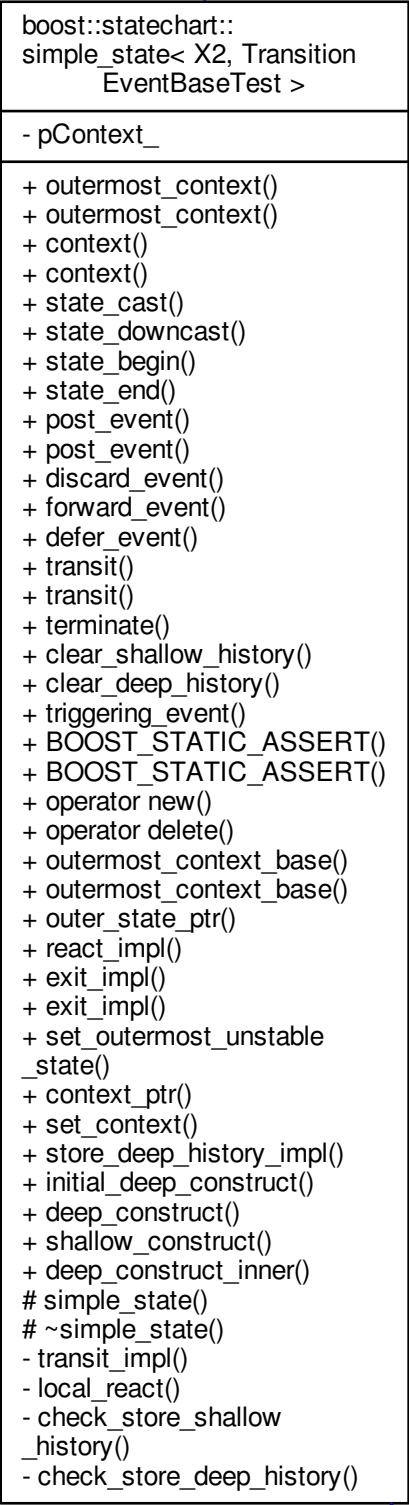 boost::statechart::
simple_state< X2, Transition
EventBaseTest >
- pContext_
+ outermost_context()
+ outermost_context()
+ context()
+ context()
+ state_cast()
+ state_downcast()
+ state_begin()
+ state_end()
+ post_event()
+ post_event()
+ discard_event()
+ forward_event()
+ defer_event()
+ transit()
+ transit()
+ terminate()
+ clear_shallow_history()
+ clear_deep_history()
+ triggering_event()
+ BOOST_STATIC_ASSERT()
+ BOOST_STATIC_ASSERT()
+ operator new()
+ operator delete()
+ outermost_context_base()
+ outermost_context_base()
+ outer_state_ptr()
+ react_impl()
+ exit_impl()
+ exit_impl()
+ set_outermost_unstable
_state()
+ context_ptr()
+ set_context()
+ store_deep_history_impl()
+ initial_deep_construct()
+ deep_construct()
+ shallow_construct()
+ deep_construct_inner()
# simple_state()
# ~simple_state()
- transit_impl()
- local_react()
- check_store_shallow
_history()
- check_store_deep_history()